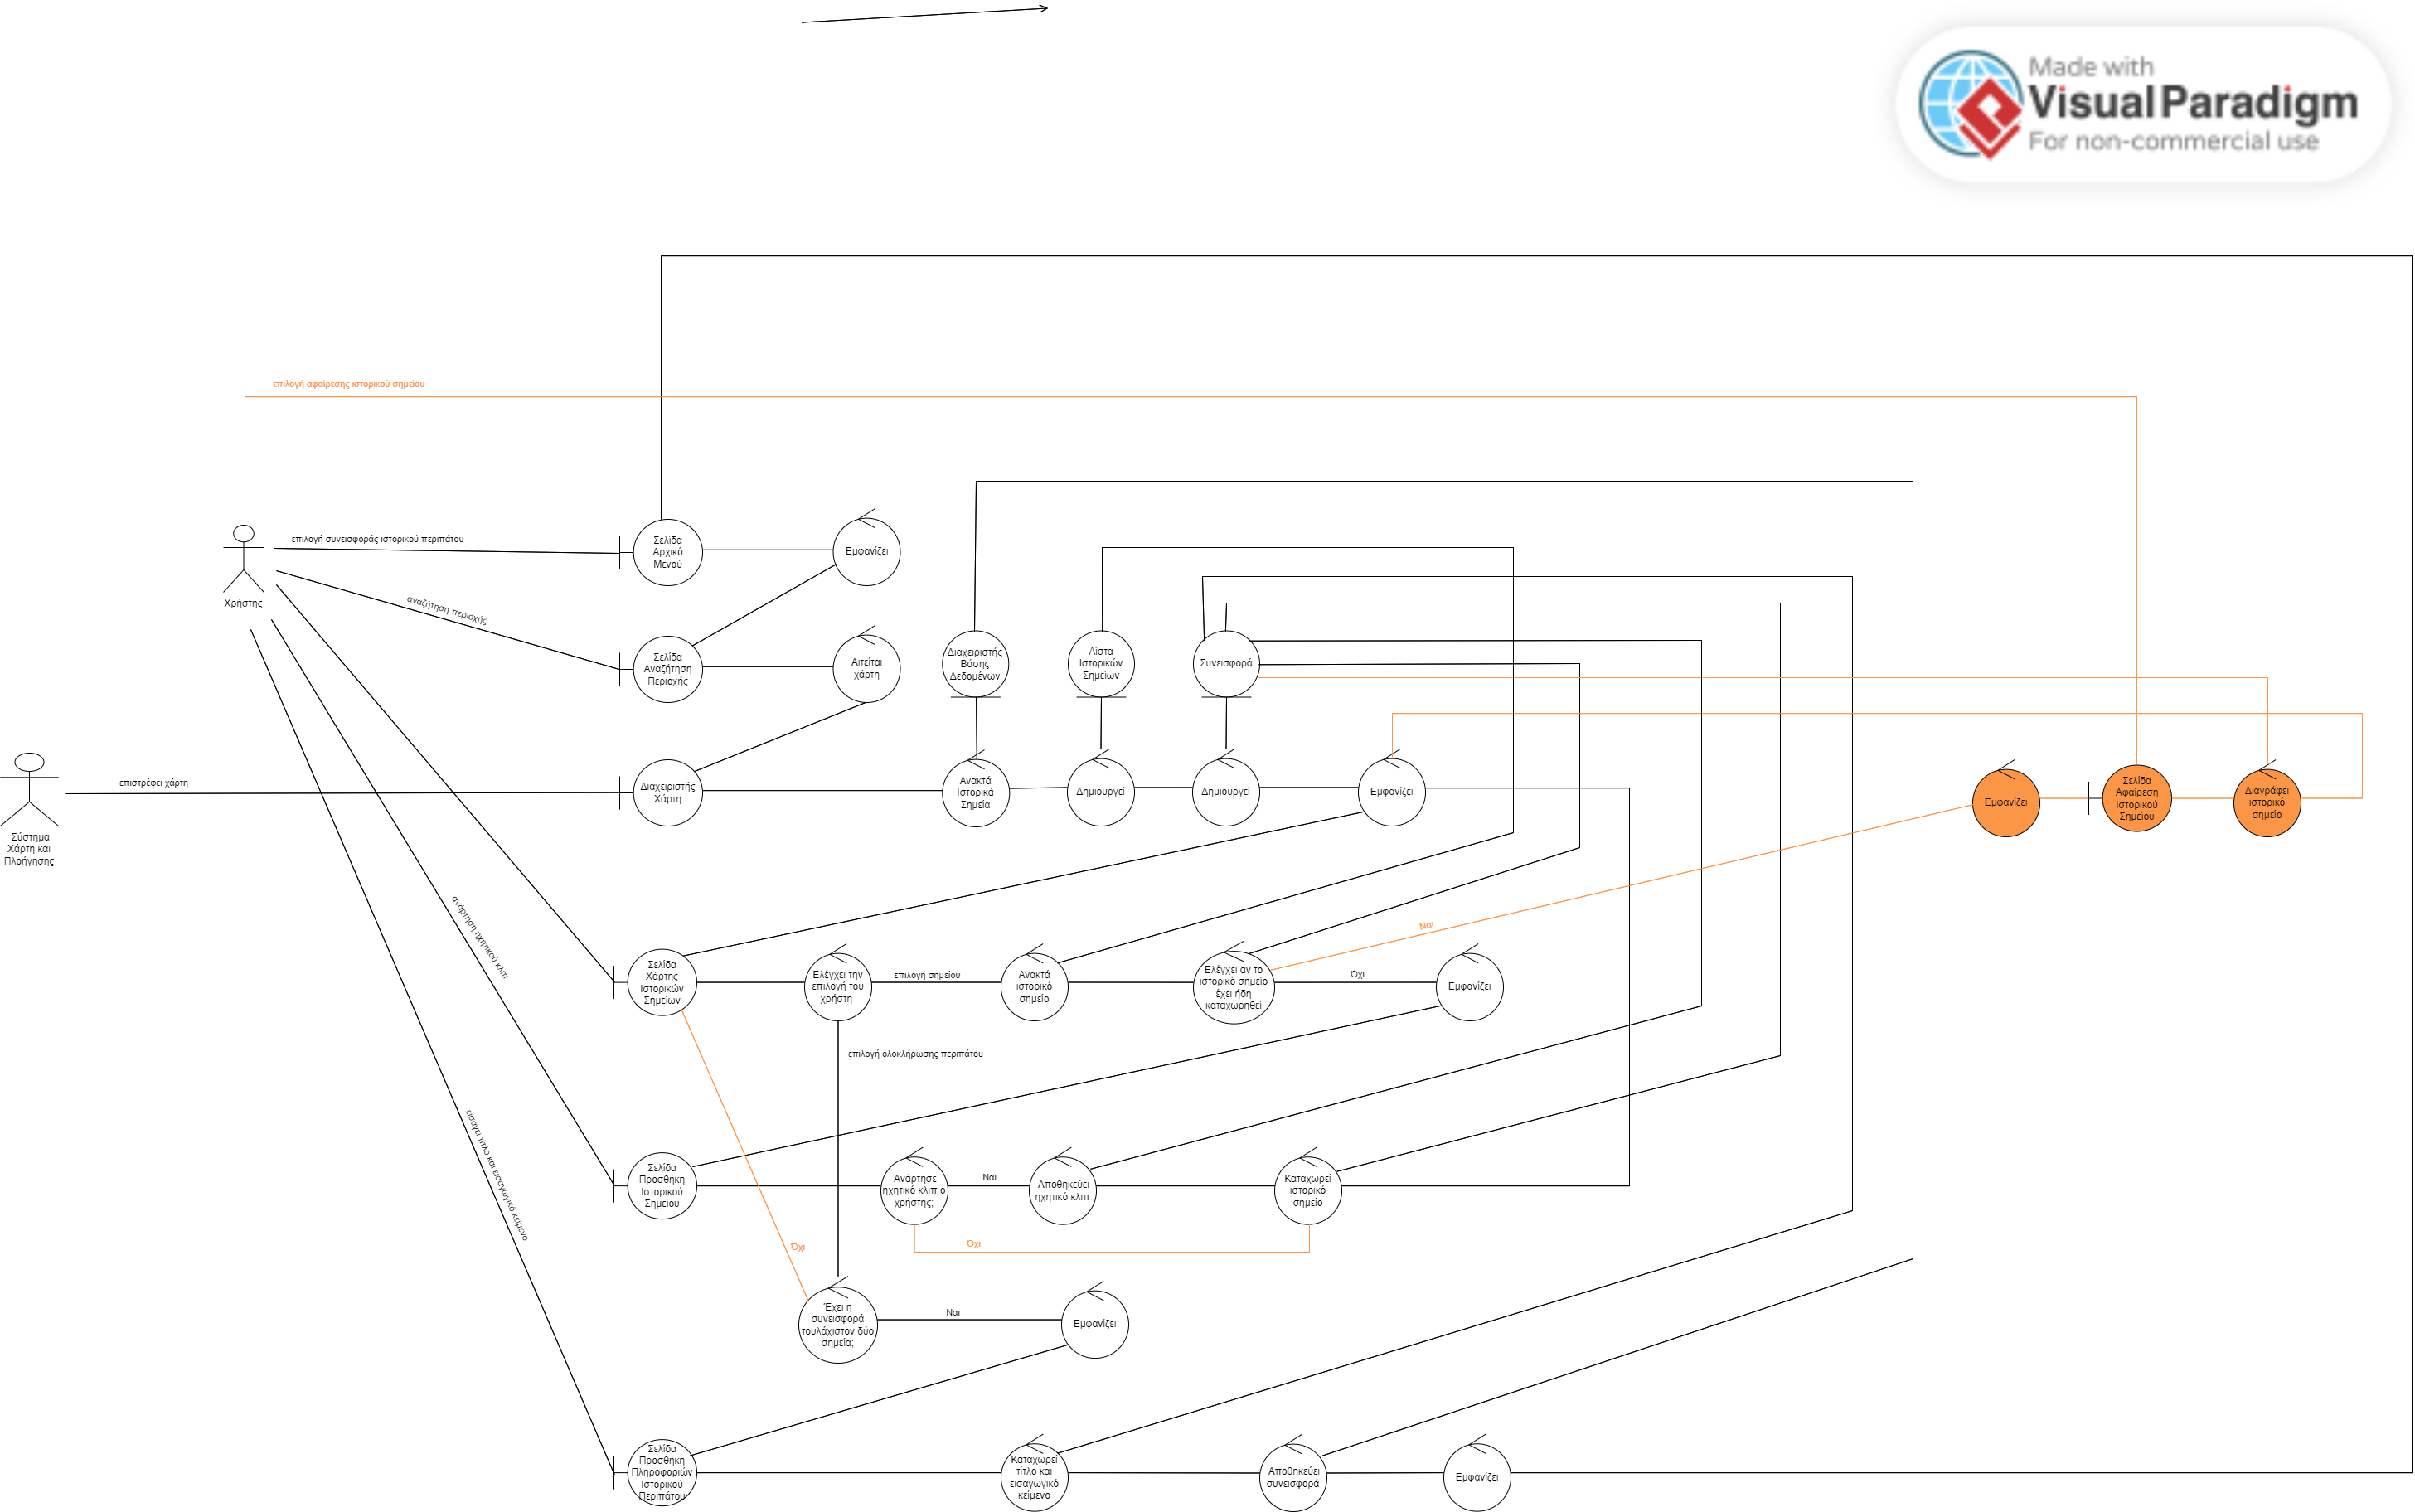 Made with
Visual Paradigm
For non-commercial use
επιλογή αφαίρεσης ιστορικού σημείου
επιλογή συνεισφοράς ιστορικού περιπάτου
Σελίδα
Αρχικό
Μενού
Εμφανίζει
Χρήστης
αναζήτηση περιοχής
Σελίδα
Αναζήτηση
Περιοχής
Αιτείται
χάρτη
Διαχειριστής
Βάσης
Δεδομένων
Λίστα
Ιστορικών
Σημείων
Συνεισφορά
επιστρέφει χάρτη
Σύστημα
Χάρτη και
Πλοήγησης
Διαχειριστής
Χάρτη
Ανακτά
Ιστορικά
Σημεία
Δημιουργεί
Δημιουργεί
Εμφανίζει
Εμφανίζει
Σελίδα
Αφαίρεση
Ιστορικού
Σημείου
Διαγράφει
ιστορικό
σημείο
ανάρτηση ηχητικού κλιπ
Ναι
Σελίδα
Χάρτης
Ιστορικών
Σημείων
Ελέγχει την
επιλογή του
χρήστη
επιλογή σημείου
Ανακτά
ιστορικό
σημείο
Ελέγχει αν το
ιστορικό σημείο
έχει ήδη
καταχωρηθεί
Όχι
Εμφανίζει
επιλογή ολοκλήρωσης περιπάτου
εισάγει τίτλο και εισαγωγικό κείμενο
Σελίδα
Προσθήκη
Ιστορικού
Σημείου
Ανάρτησε
ηχητικό κλιπ ο
χρήστης;
Ναι
Αποθηκεύει
ηχητικό κλιπ
Καταχωρεί
ιστορικό
σημείο
Όχι
Όχι
Έχει η
συνεισφορά
τουλάχιστον δύο
σημεία;
Ναι
Εμφανίζει
Σελίδα
Προσθήκη
Πληροφοριών
Ιστορικού
Περιπάτου
Καταχωρεί
τίτλο και
εισαγωγικό
κείμενο
Αποθηκεύει
συνεισφορά
Εμφανίζει